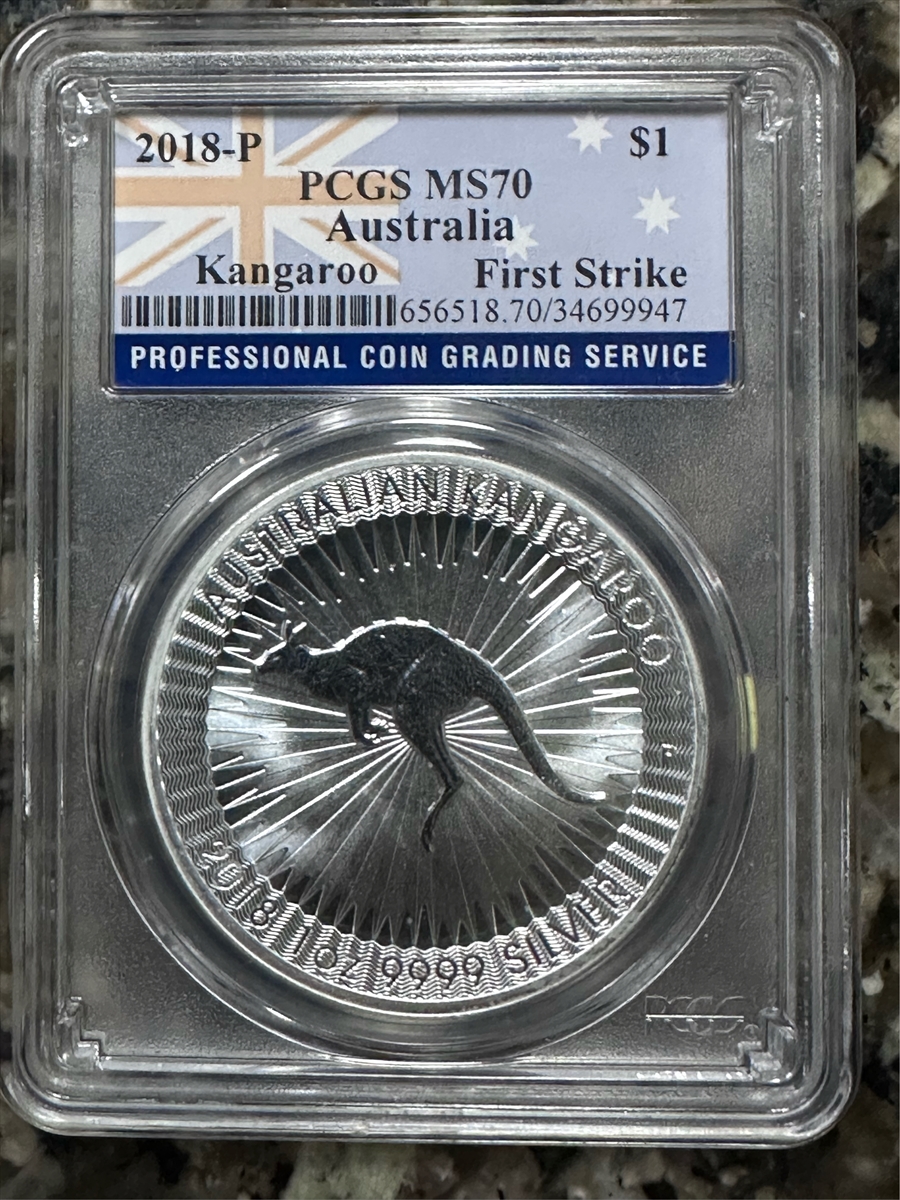 2018-P $1
PCGS MS70
Australia
Kangaroo First Strike
656518.70/34699947
PROFESSIONAL COIN GRADING SERVICE
AUSTRALIAN KANGAROO
P
2018 1oz 9999 SILVER
PCGS